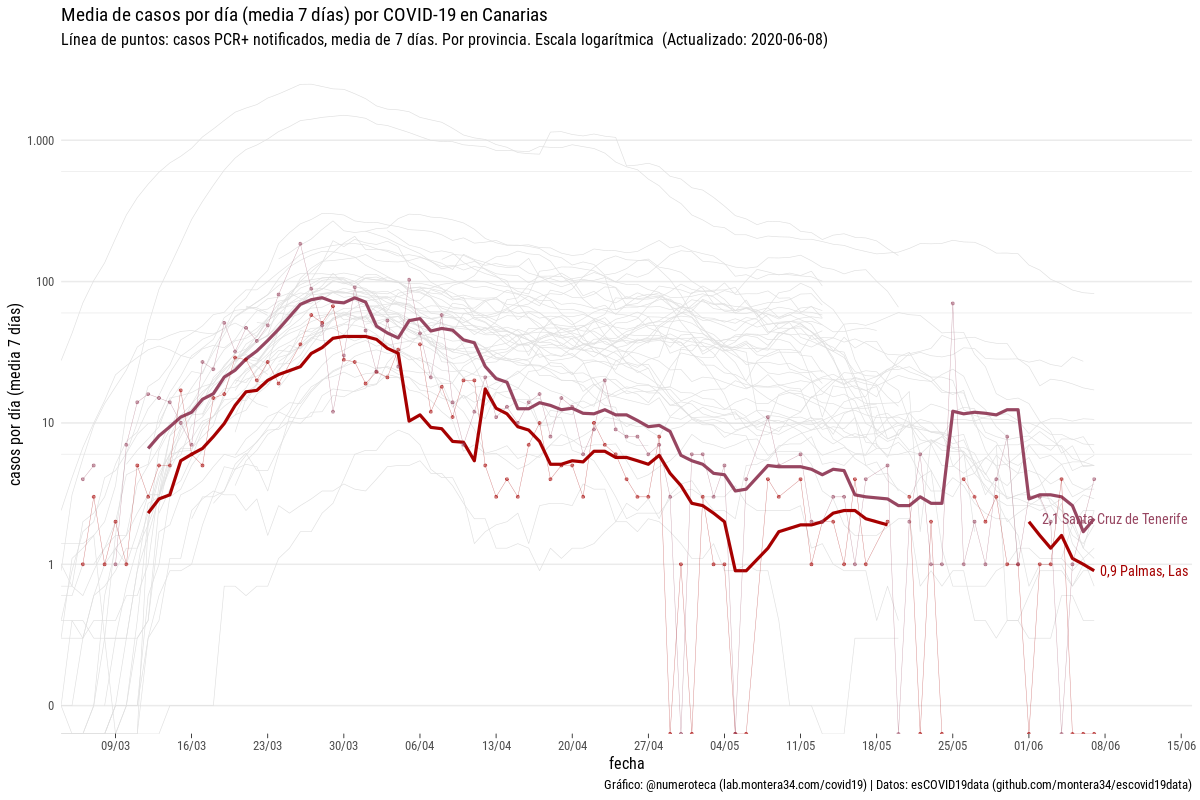 Media de casos por día (media 7 días) por COVID-19 en Canarias
Línea de puntos: casos PCR+ notificados, media de 7 días. Por provincia. Escala logarítmica (Actualizado: 2020-06-08)
casos por día (media 7 días)
1.000
100
10
1
0
2,1 Santa Cruz de Tenerife
0,9 Palmas, Las
09/03 16/03 23/03 30/03 06/04 13/04 20/04 27/04 04/05 11/05 18/05 25/05 01/06 08/06 15/06
fecha
Gráfico: @numeroteca (lab.montera34.com/covid19) | Datos: esCOVID19data (github.com/montera34/escovid19data)